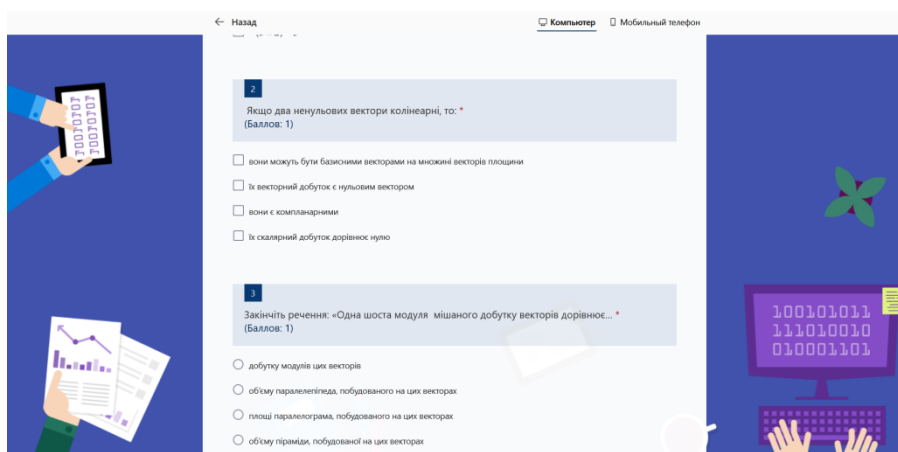 ← Назад
Компьютер
Мобильный телефон
2
Якщо два ненульових вектори колінеарні, то: *
(Баллов: 1)
вони можуть бути базисними векторами на множині векторів площини
їх векторний добуток є нульовим вектором
вони є компланарними
їх скалярний добуток дорівнює нулю
3
Закінчіть речення: «Одна шоста модуля мішаного добутку векторів дорівнює... *
(Баллов: 1)
добутку модулів цих векторів
об'єму паралелепіпеда, побудованого на цих векторах
площі паралелограма, побудованого на цих векторах
об'єму піраміди, побудованої на цих векторах
100101011
111010010
010001101